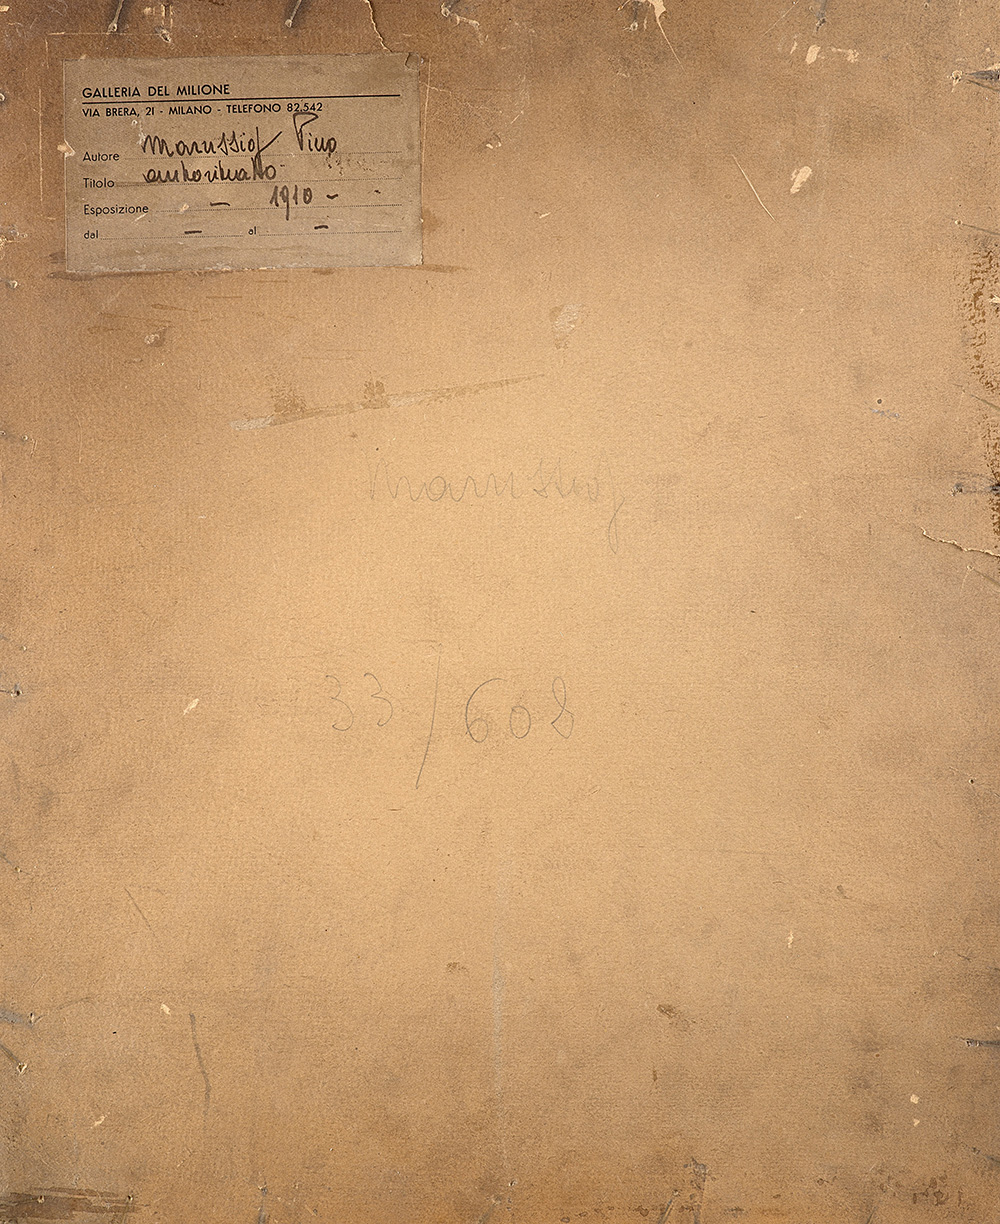 GALLERIA DEL MILIONE
VIA BRERA, 21 - MILANO - TELEFONO 82.542
Autore Marussig Pino
Titolo autoritratto
Esposizione - 1910 - -
dal - al -
Marussig
33/608